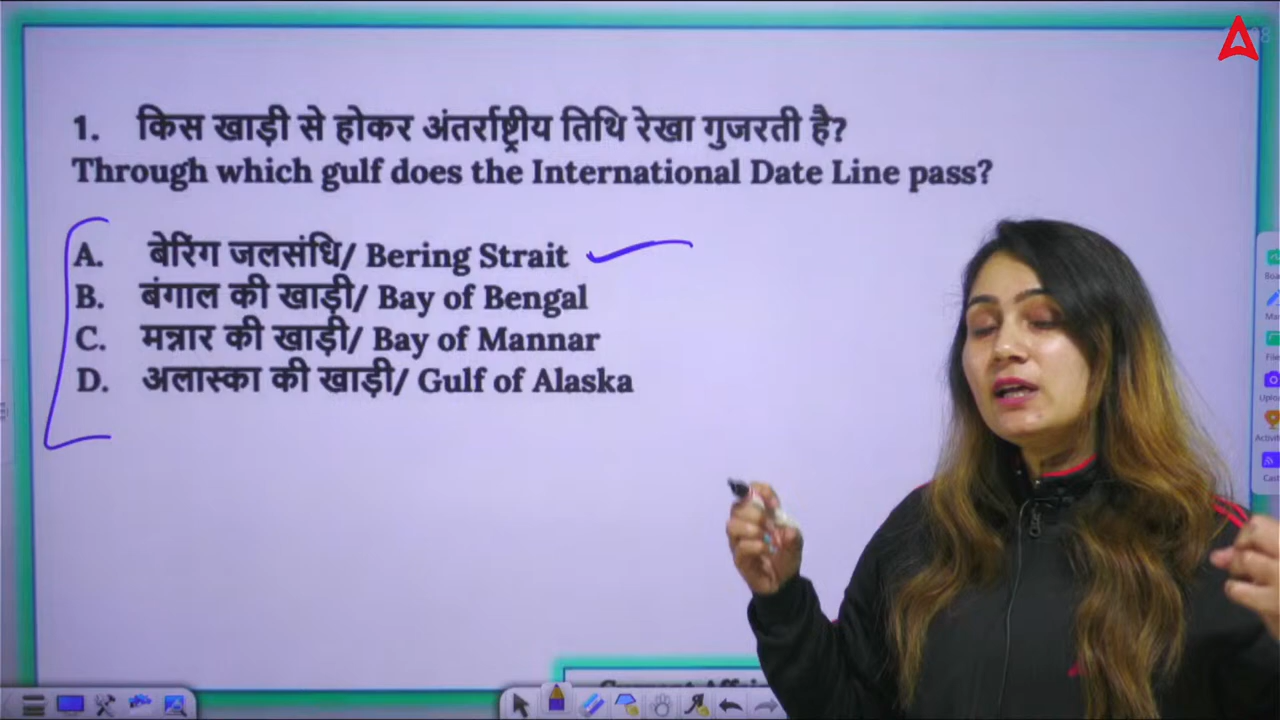 1. किस खाड़ी से होकर अंतर्राष्ट्रीय तिथि रेखा गुजरती है?
Through which gulf does the International Date Line pass?
A. बेरिंग जलसंधि/ Bering Strait
B. बंगाल की खाड़ी/ Bay of Bengal
C. मन्नार की खाड़ी/ Bay of Mannar
D. अलास्का की खाड़ी/ Gulf of Alaska